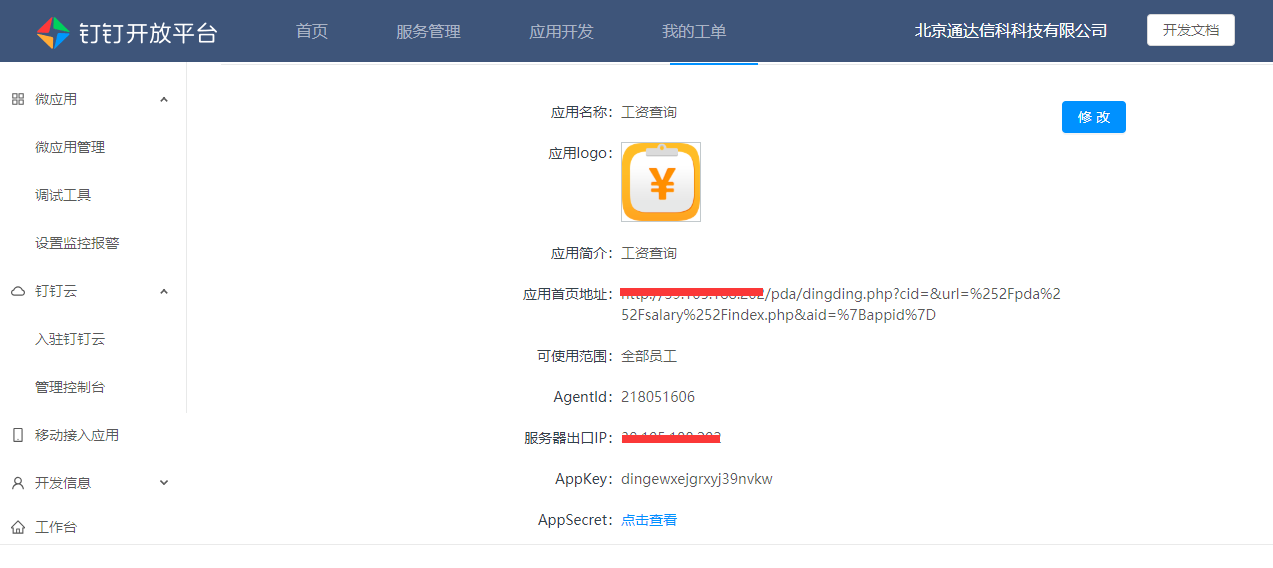 钉钉开放平台 首页 服务管理 应用开发 我的工单 北京通达信科科技有限公司 开发文档
微应用
微应用管理
调试工具
设置监控报警
钉钉云
入驻钉钉云
管理控制台
移动接入应用
开发信息
工作台
应用名称: 工资查询
修 改
应用logo:
¥
应用简介: 工资查询
应用首页地址: /pda/dingding.php?cid=&url=%252Fpda%2
52Fsalary%252Findex.php&aid=%7Bappid%7D
可使用范围: 全部员工
AgentId: 218051606
服务器出口IP:
AppKey: dingewxejgrxyj39nvkw
AppSecret: 点击查看